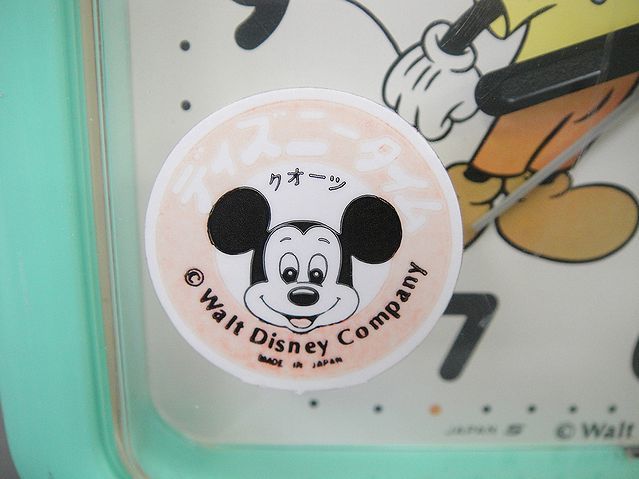 ディズニータイム
クオーツ
© Walt Disney Company
MADE IN JAPAN
7
JAPAN S
© Walt